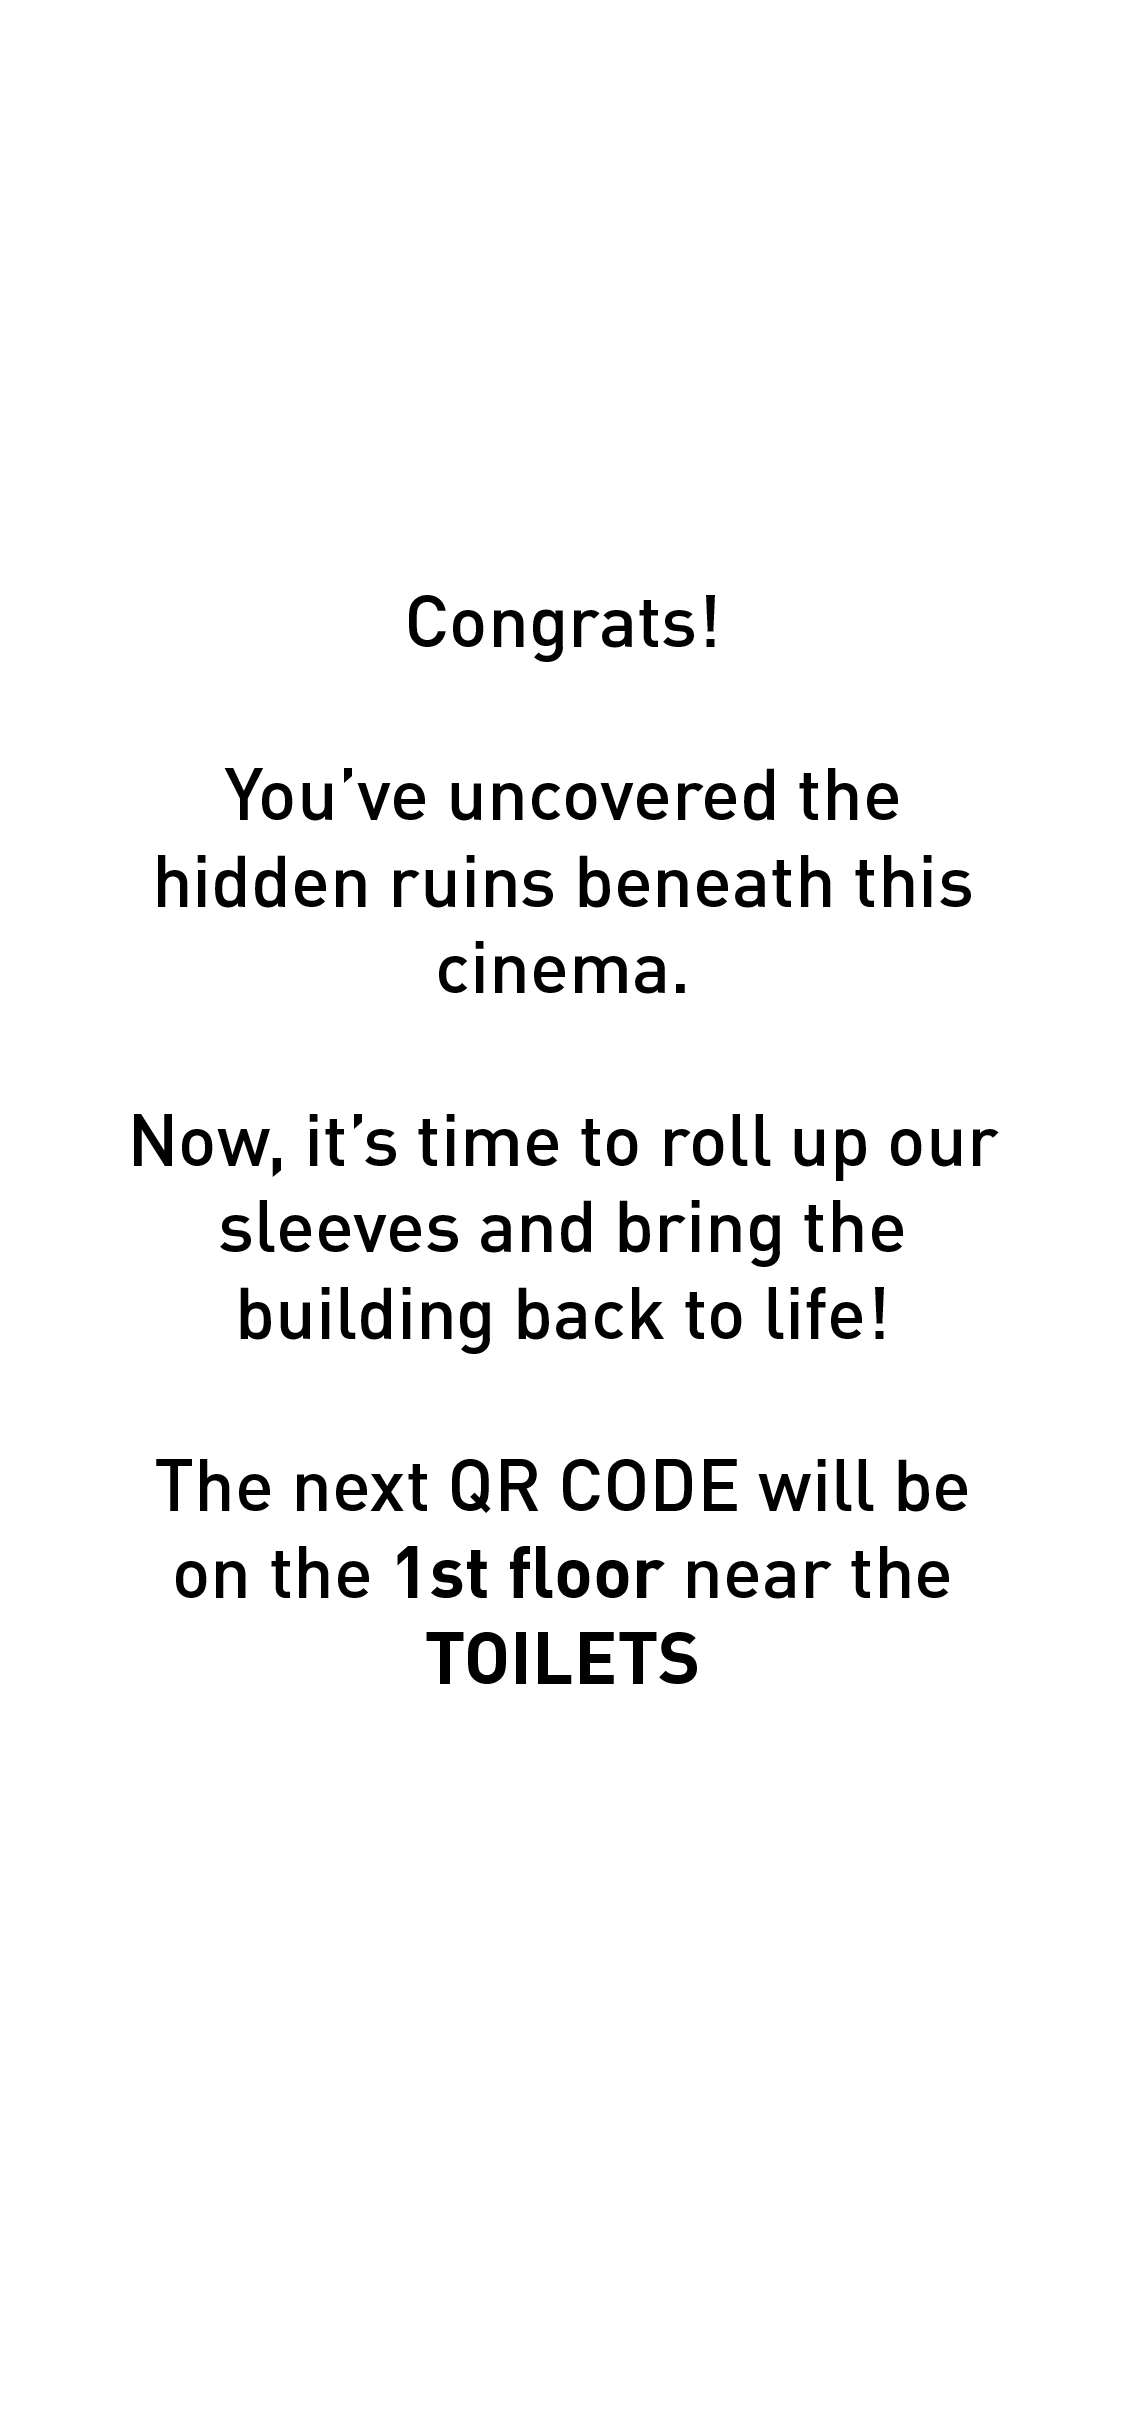 Congrats!
You’ve uncovered the
hidden ruins beneath this
cinema.
Now, it’s time to roll up our
sleeves and bring the
building back to life!
The next QR CODE will be
on the 1st floor near the
TOILETS